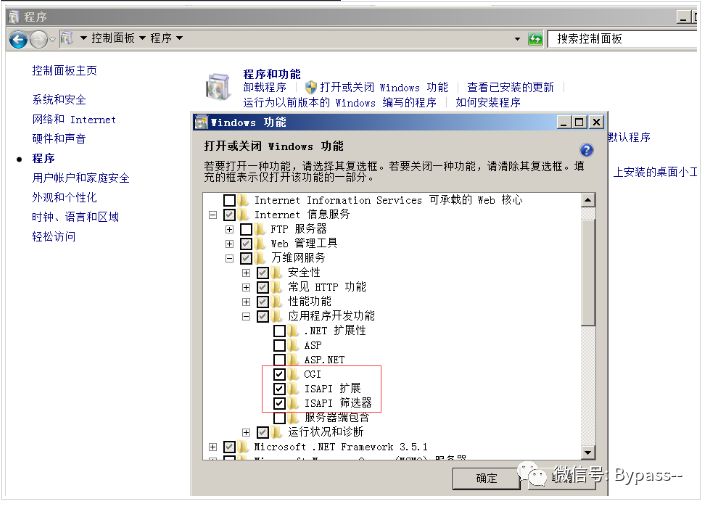 程序
控制面板 程序
搜索控制面板
控制面板主页
系统和安全
网络和 Internet
硬件和声音
程序
用户帐户和家庭安全
外观和个性化
时钟、语言和区域
轻松访问
程序和功能
卸载程序 打开或关闭 Windows 功能 查看已安装的更新
运行为以前版本的 Windows 编写的程序 如何安装程序
默认程序
上安装的桌面小工
Windows 功能
打开或关闭 Windows 功能
若要打开一种功能，请选择其复选框。若要关闭一种功能，请清除其复选框。填
充的框表示仅打开该功能的一部分。
Internet Information Services 可承载的 Web 核心
Internet 信息服务
FTP 服务器
Web 管理工具
万维网服务
安全性
常见 HTTP 功能
性能功能
应用程序开发功能
.NET 扩展性
ASP
ASP.NET
CGI
ISAPI 扩展
ISAPI 筛选器
服务器端包含
运行状况和诊断
Microsoft .NET Framework 3.5.1
确定
微信号: Bypass--